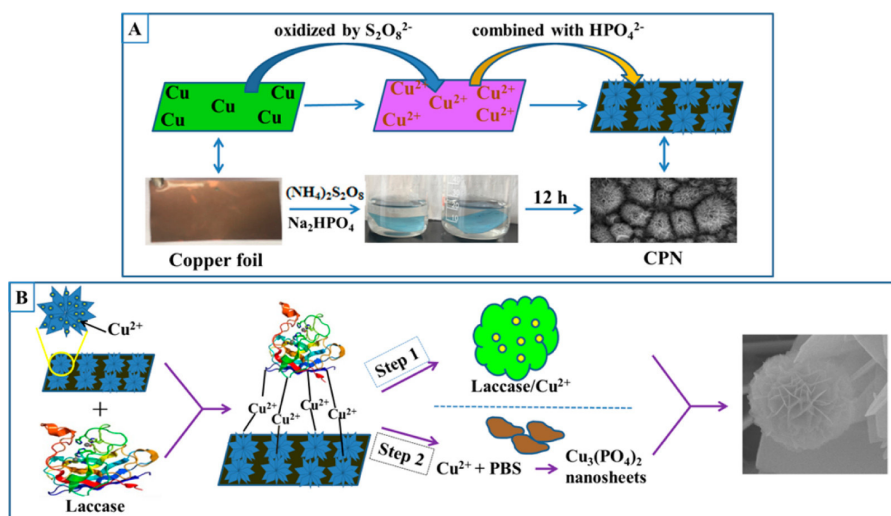 A
oxidized by S₂O₈²⁻
combined with HPO₄²⁻
Cu
Cu
Cu
Cu
Cu
Cu²⁺
Cu²⁺
Cu²⁺
Cu²⁺
Cu²⁺
(NH₄)₂S₂O₈
Na₂HPO₄
12 h
Copper foil
CPN
B
Cu²⁺
+
Laccase
Cu²⁺
Cu²⁺
Cu²⁺
Cu²⁺
Step 1
Laccase/Cu²⁺
Step 2
Cu²⁺ + PBS
Cu₃(PO₄)₂
nanosheets